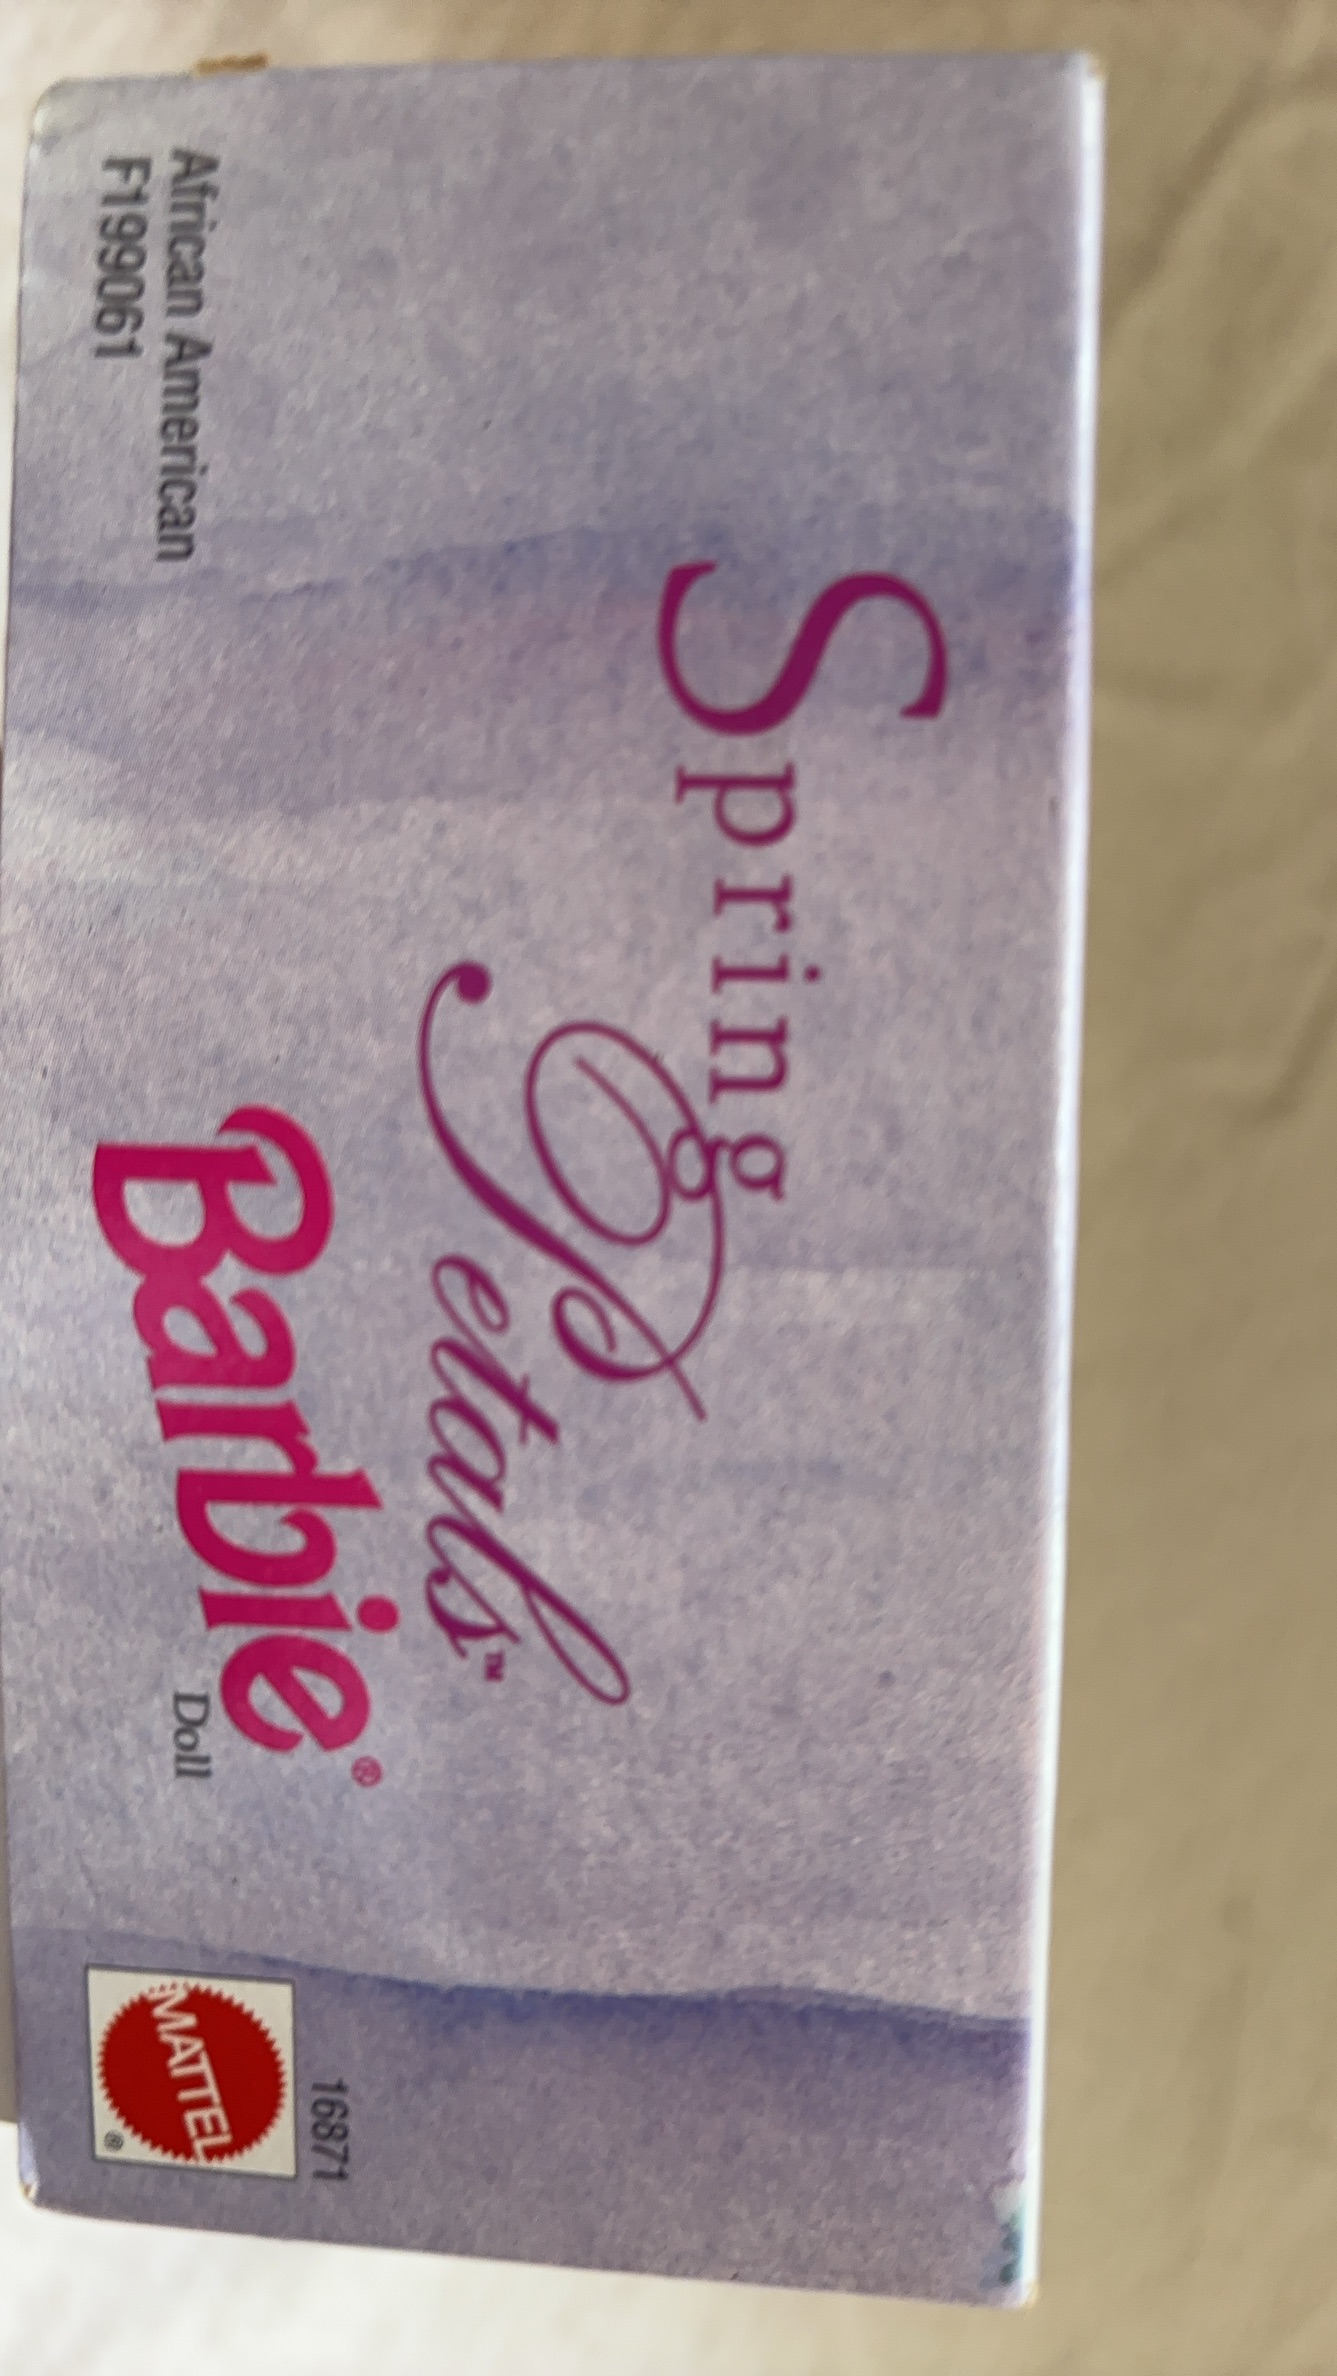 Spring
Petals™
Barbie®
Doll
African American
F199061
16871
MATTEL
®